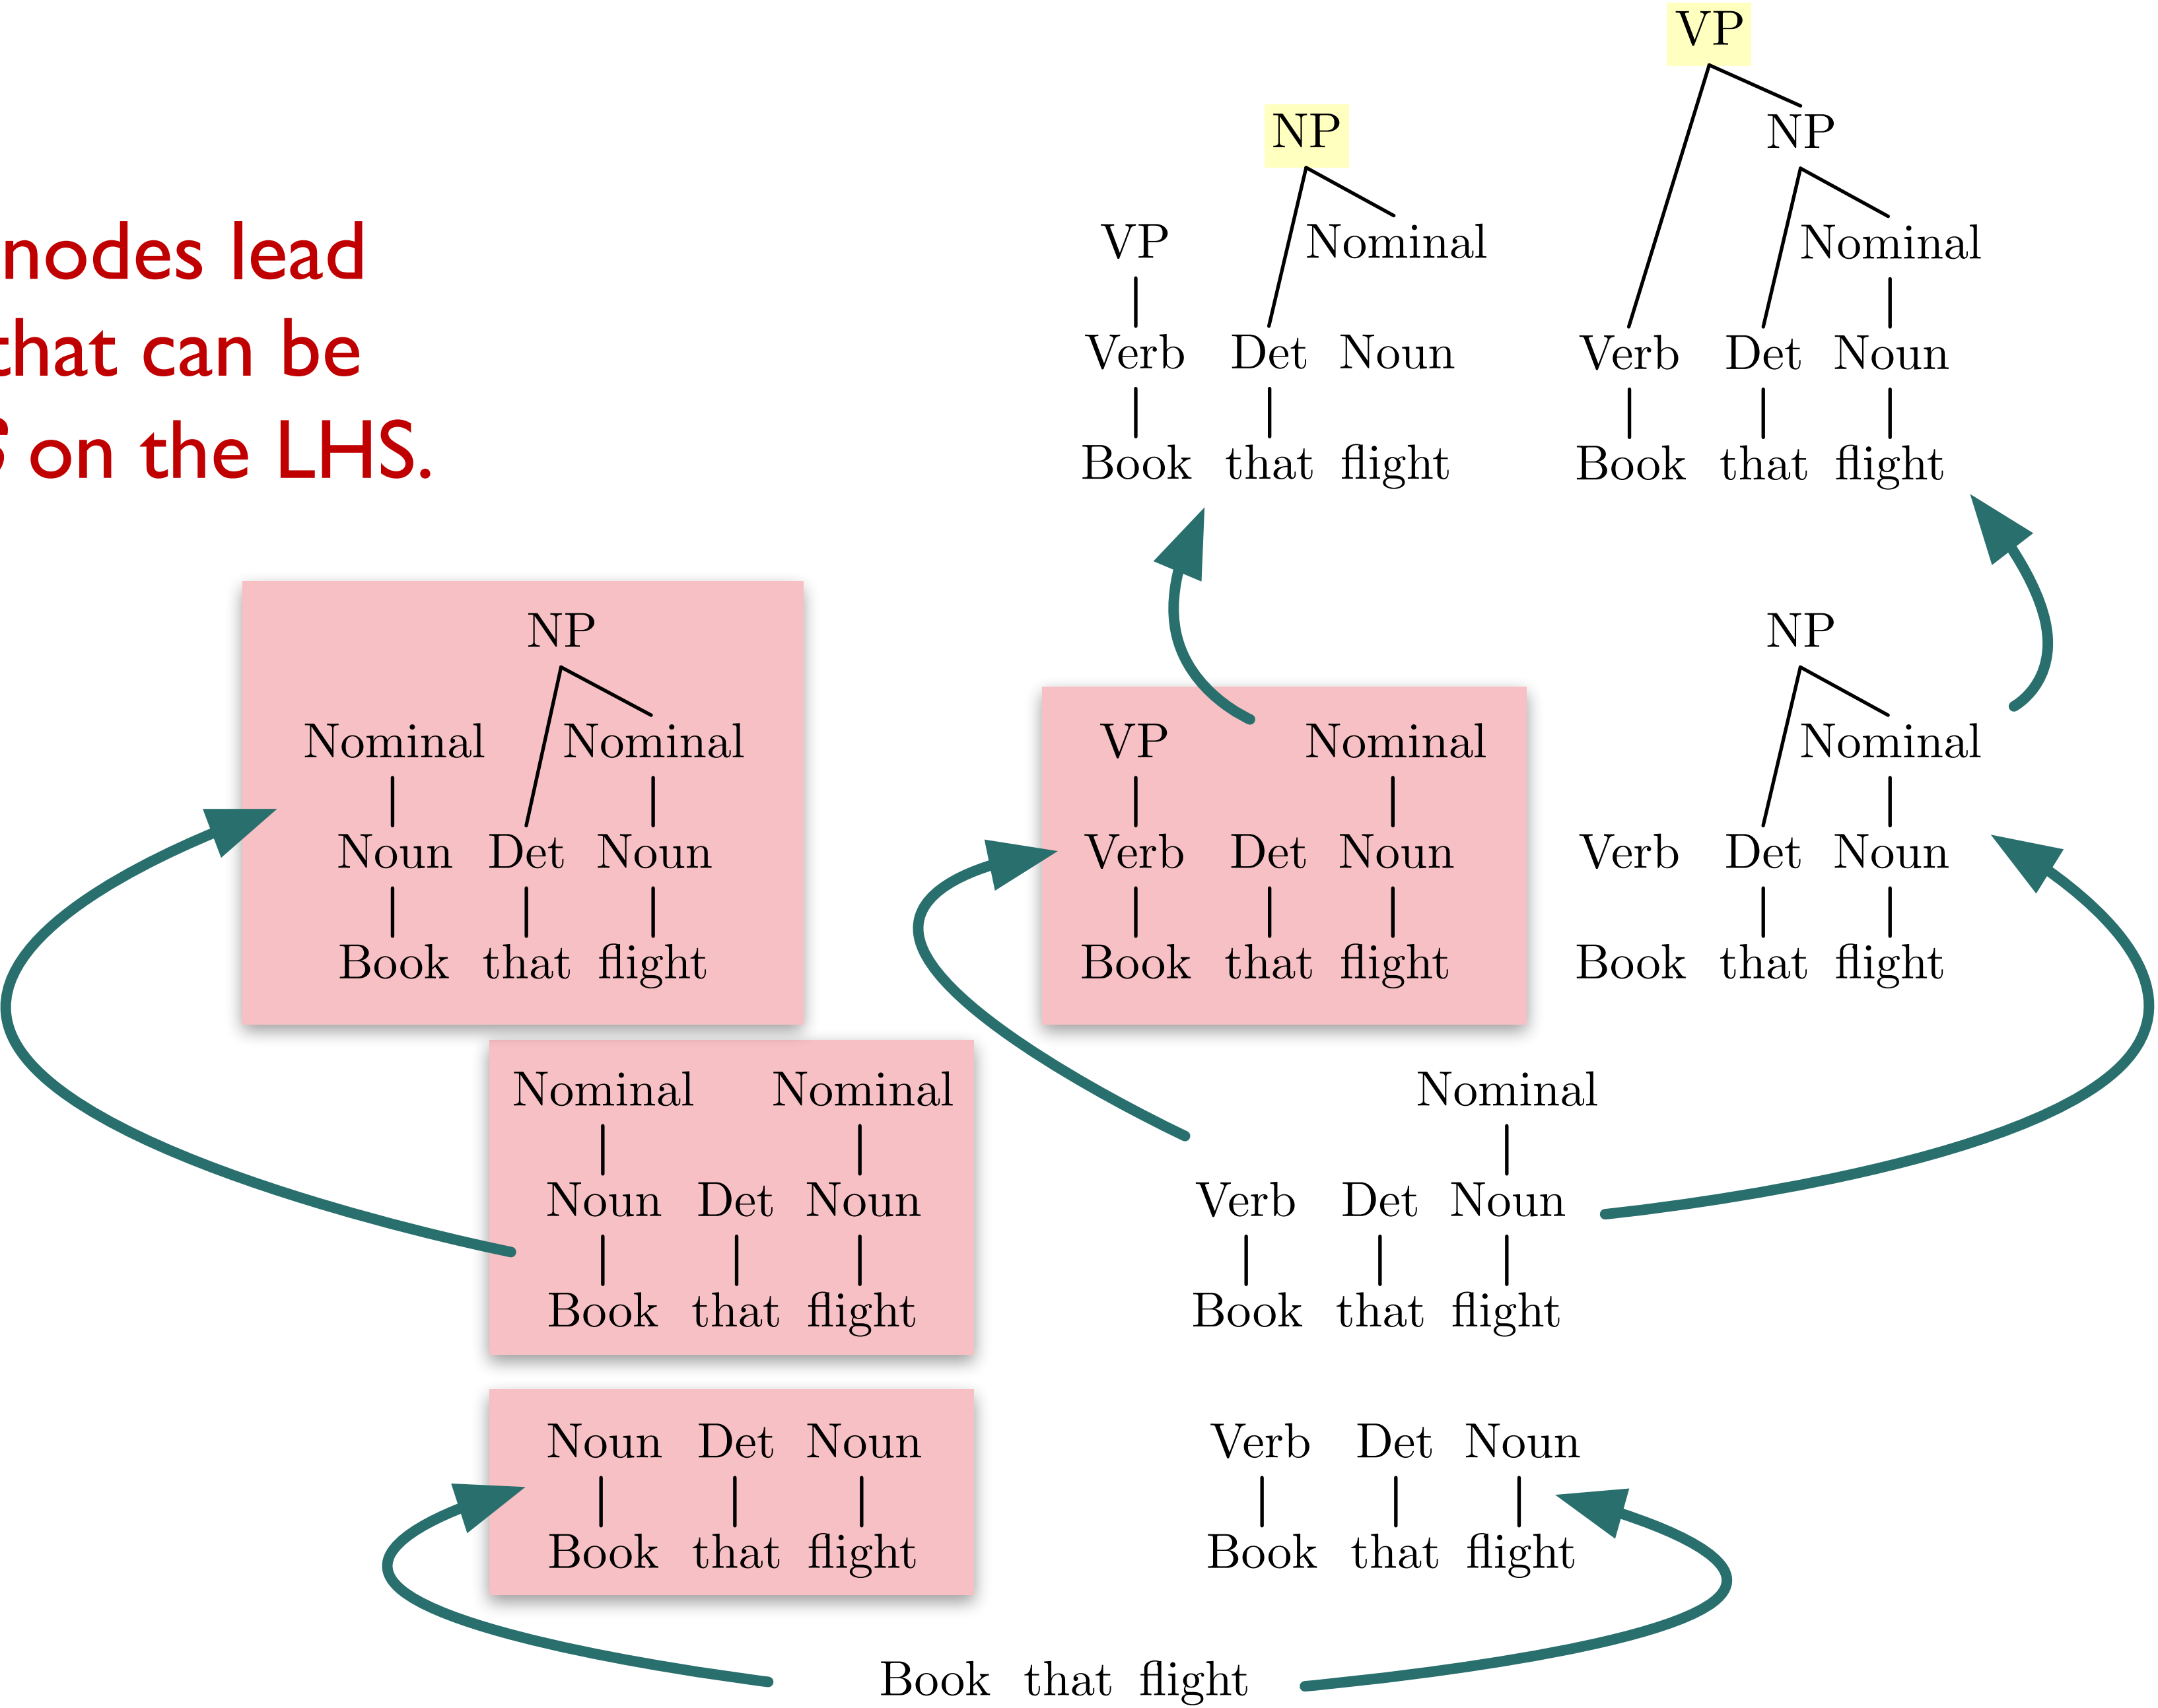 nodes lead
that can be
on the LHS.
VP
NP
NP
VP Nominal Nominal
Verb Det Noun Verb Det Noun
Book that flight Book that flight
NP NP
Nominal Nominal VP Nominal Nominal
Noun Det Noun Verb Det Noun Verb Det Noun
Book that flight Book that flight Book that flight
Nominal Nominal Nominal
Noun Det Noun Verb Det Noun
Book that flight Book that flight
Noun Det Noun Verb Det Noun
Book that flight Book that flight
Book that flight